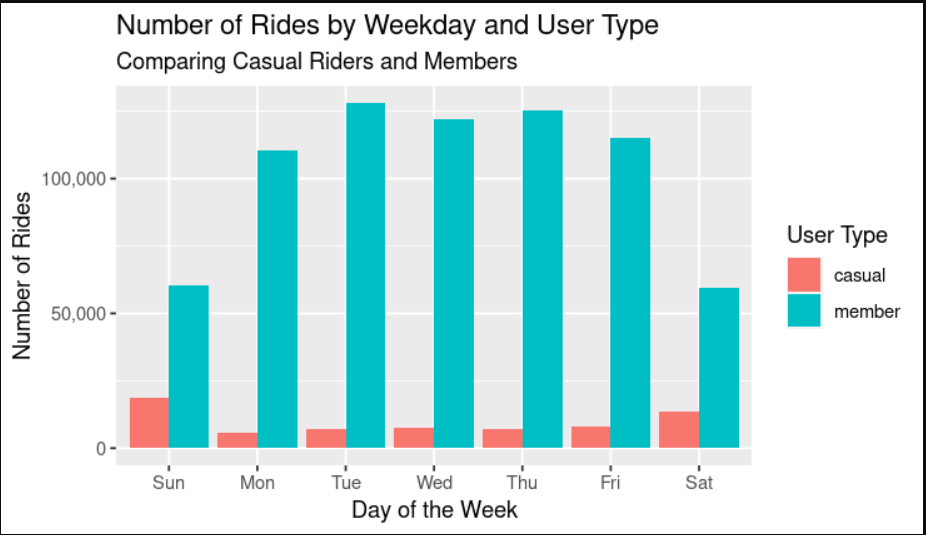 Number of Rides by Weekday and User Type
Comparing Casual Riders and Members
Number of Rides
100,000
50,000
0
Sun Mon Tue Wed Thu Fri Sat
Day of the Week
User Type
casual
member